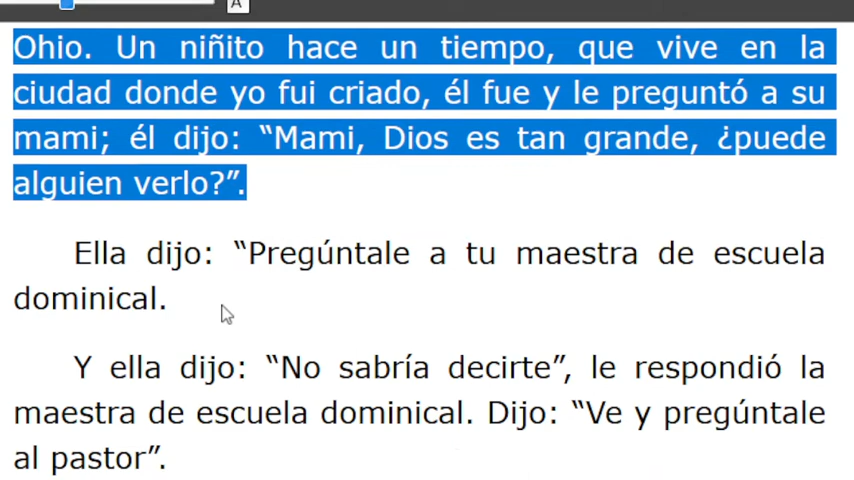 A
Ohio. Un niñito hace un tiempo, que vive en la
ciudad donde yo fui criado, él fue y le preguntó a su
mami; él dijo: “Mami, Dios es tan grande, ¿puede
alguien verlo?”.
Ella dijo: “Pregúntale a tu maestra de escuela
dominical.
Y ella dijo: “No sabría decirte”, le respondió la
maestra de escuela dominical. Dijo: “Ve y pregúntale
al pastor”.